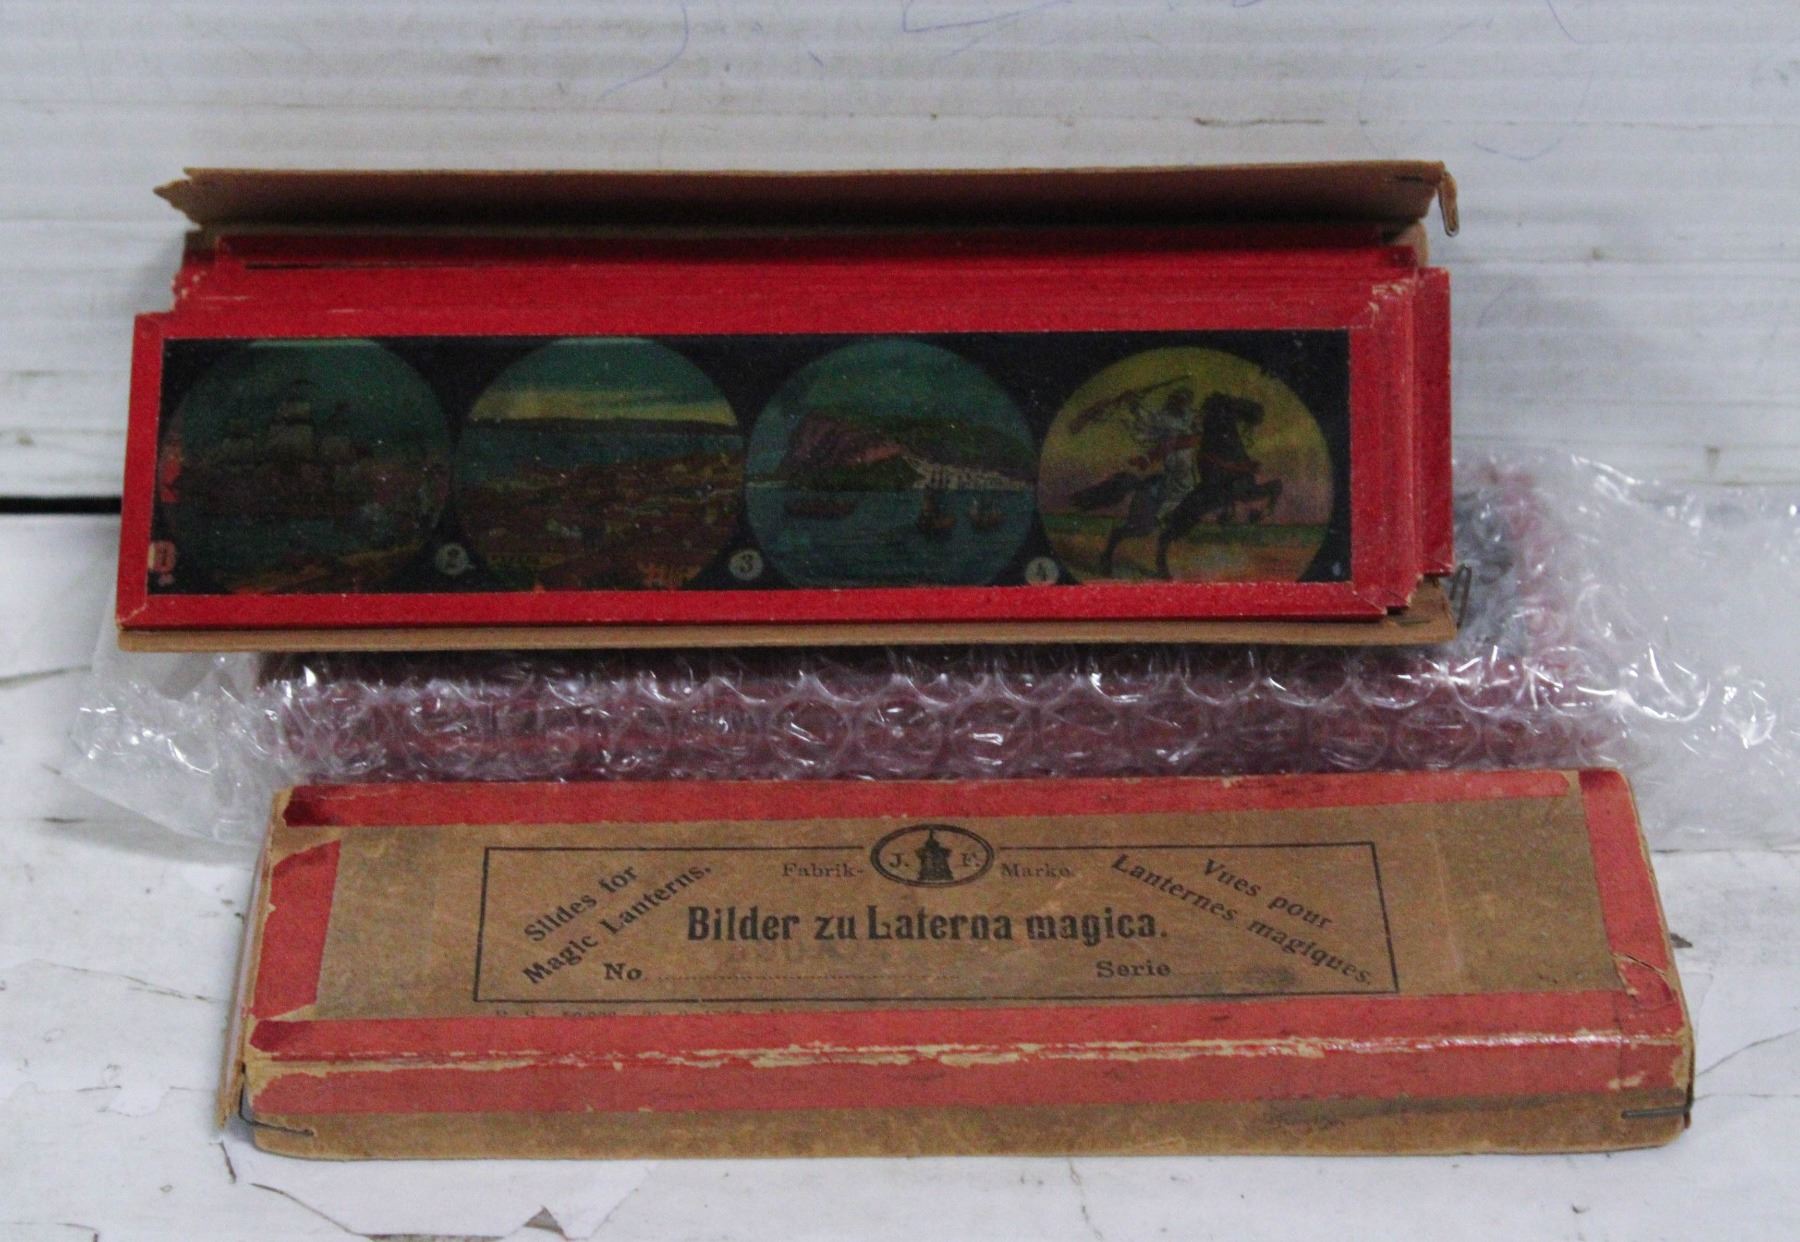 1
2
3
4
Slides for
Magic Lanterns.
Fabrik- J. F. Marke
Vues pour
Lanternes magiques.
Bilder zu Laterna magica.
No
Serie